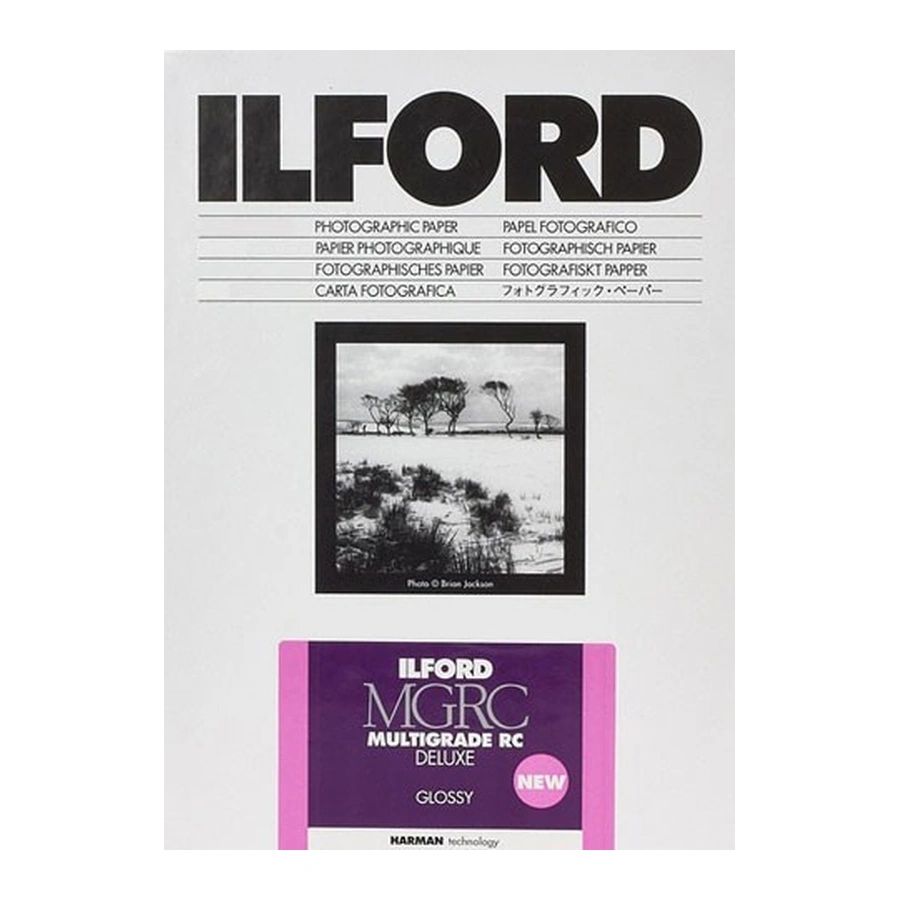 ILFORD
PHOTOGRAPHIC PAPER PAPEL FOTOGRAFICO
PAPIER PHOTOGRAPHIQUE FOTOGRAPHISCH PAPIER
FOTOGRAPHISCHES PAPIER FOTOGRAFISKT PAPPER
CARTA FOTOGRAFICA フォトグラフィック・ペーパー
Photo © Brian Jackson
ILFORD
MGRC
MULTIGRADE RC
DELUXE
NEW
GLOSSY
HARMAN technology